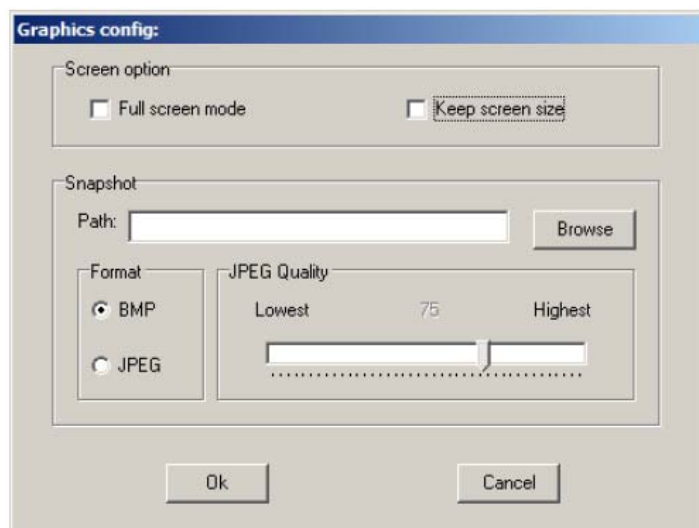 Graphics config:
Screen option
Full screen mode Keep screen size
Snapshot
Path: Browse
Format JPEG Quality
BMP Lowest 75 Highest
JPEG
Ok Cancel